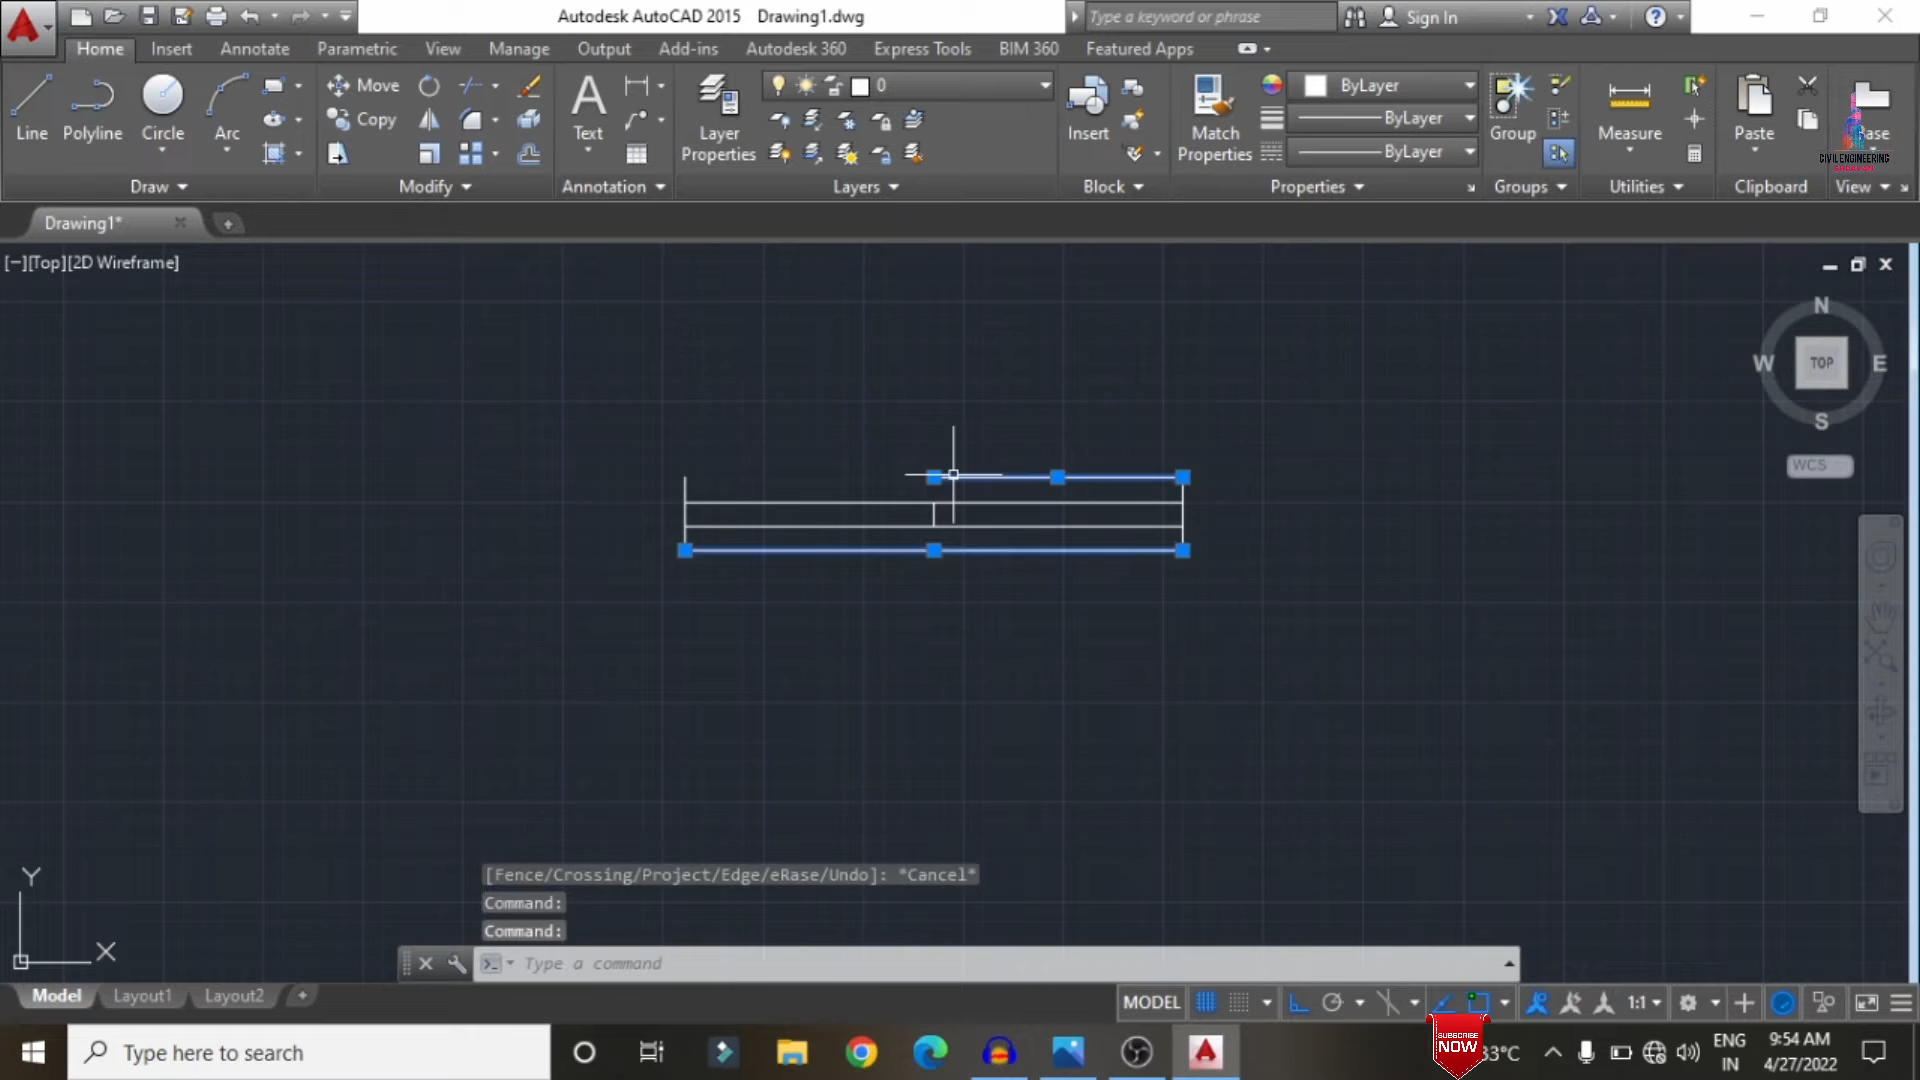 Autodesk AutoCAD 2015 Drawing1.dwg
Type a keyword or phrase
Sign In
Home Insert Annotate Parametric View Manage Output Add-ins Autodesk 360 Express Tools BIM 360 Featured Apps
Line Polyline Circle Arc
Move
Copy
Text
Layer Properties
0
Insert
Match Properties
ByLayer
ByLayer
ByLayer
Group
Measure
Paste
Base
CIVIL ENGINEERING
Draw Modify Annotation Layers Block Properties Groups Utilities Clipboard View
Drawing1*
[−][Top][2D Wireframe]
N
W TOP E
S
WCS
Y
X
[Fence/Crossing/Project/Edge/eRase/Undo]: *Cancel*
Command:
Command:
Type a command
Model Layout1 Layout2
MODEL 1:1
Type here to search
SUBSCRIBE
NOW
33°C
ENG
IN
9:54 AM
4/27/2022